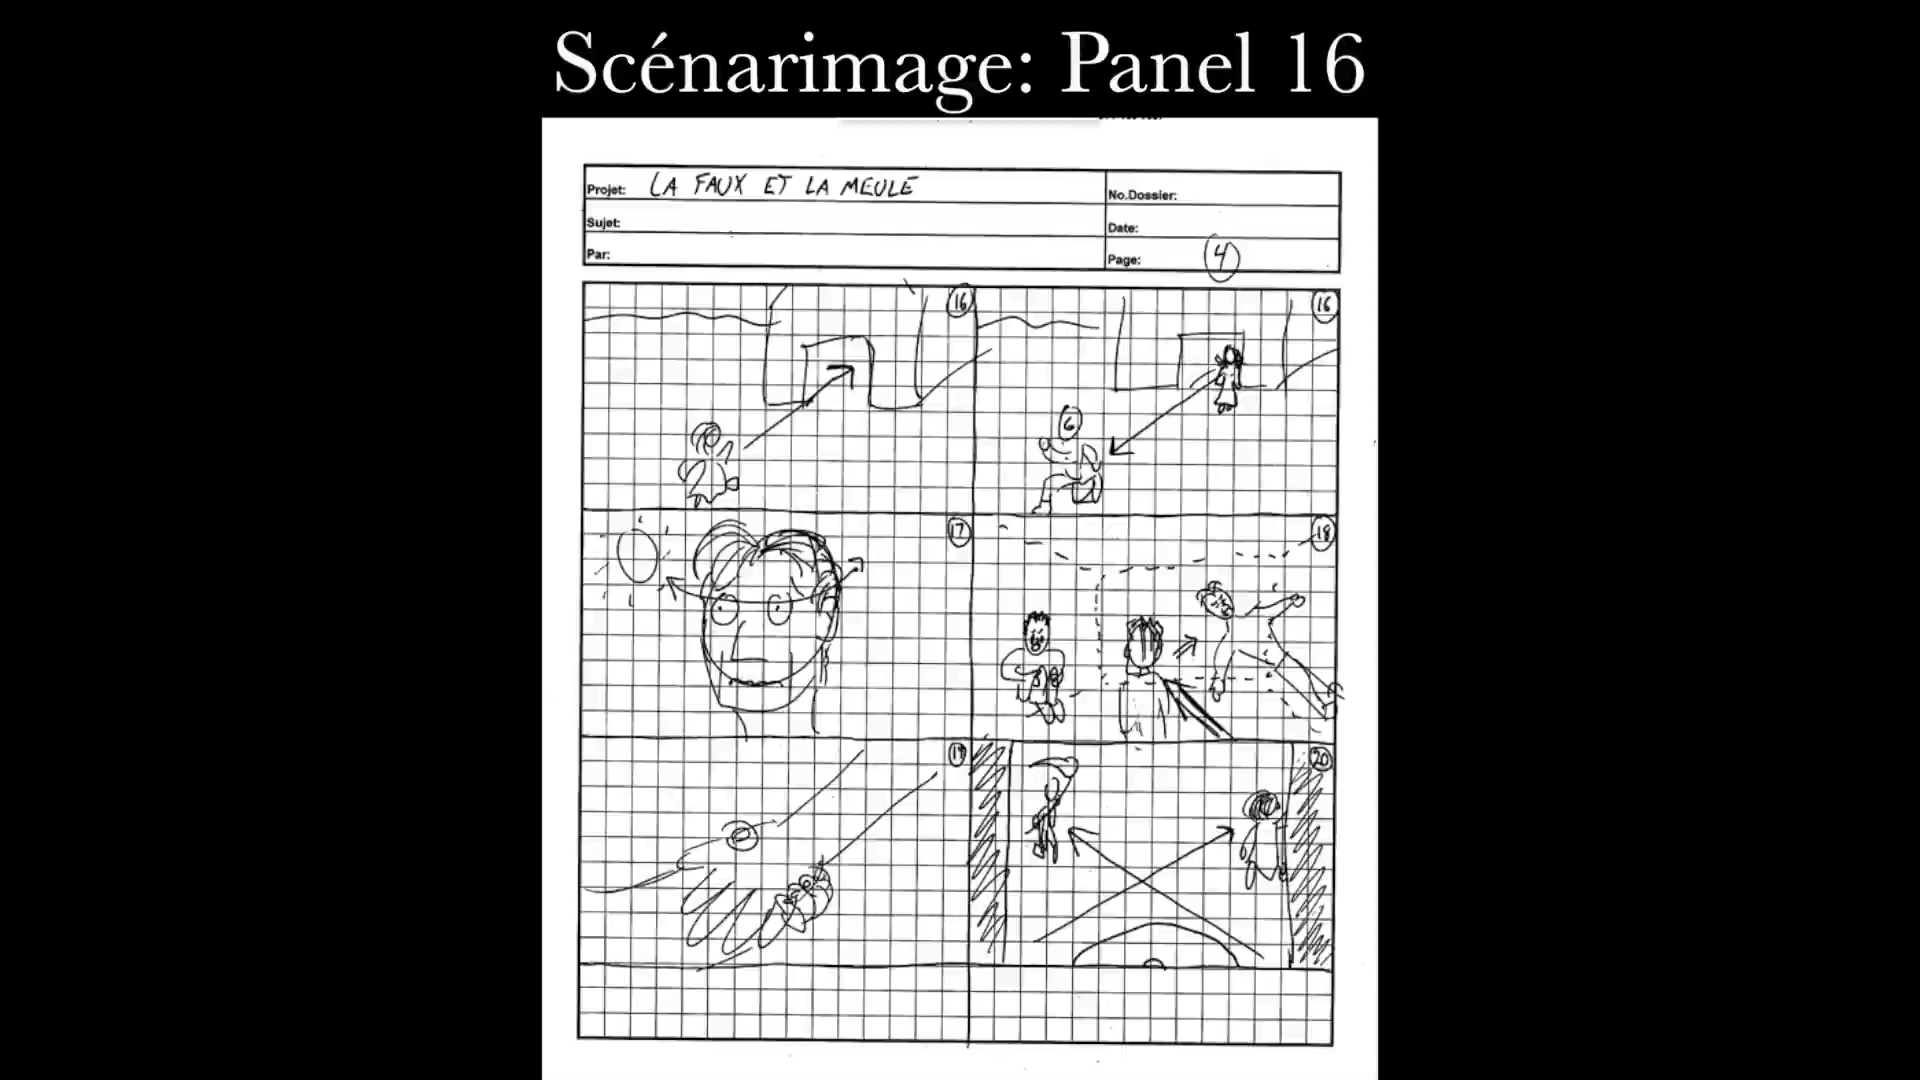 Scénarimage: Panel 16
Projet: LA FAUX ET LA MEULE
No.Dossier:
Sujet:
Date:
Par:
Page: 4
16
16
17
18
19
20